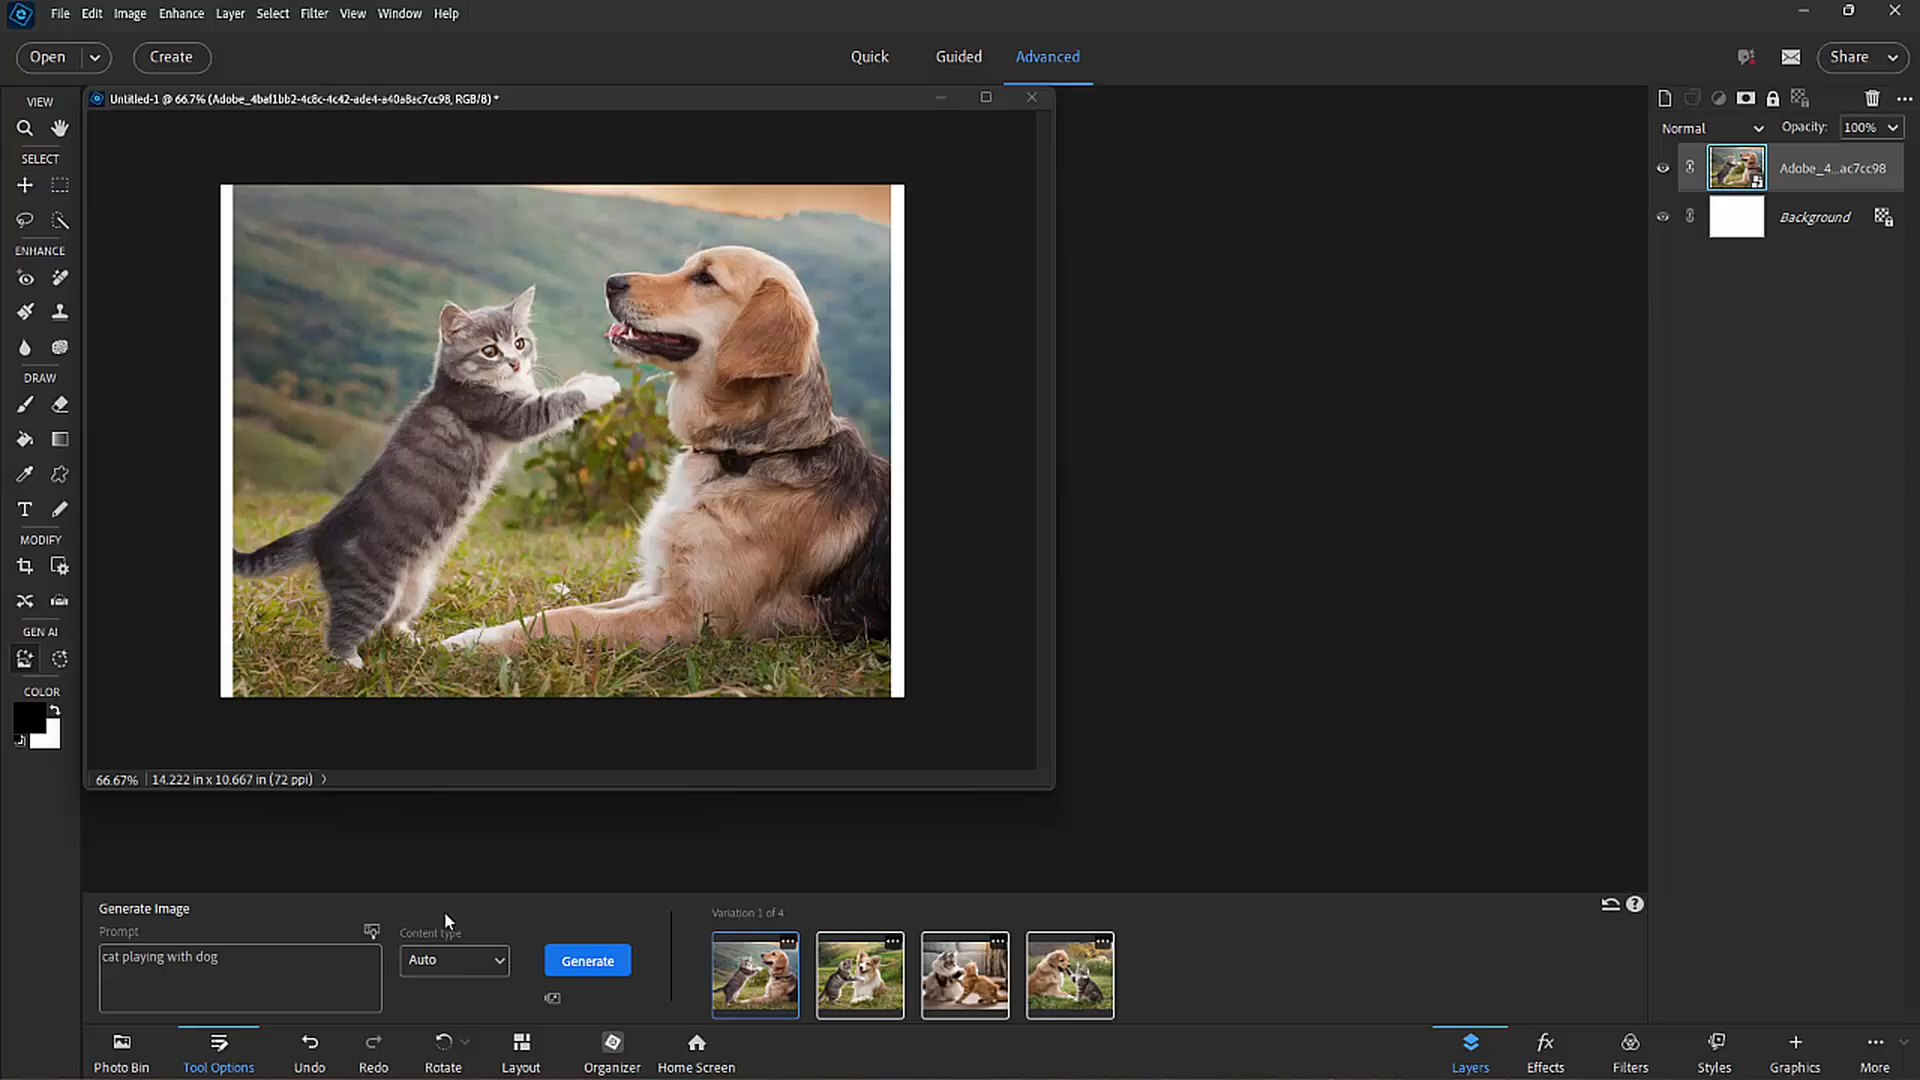 File Edit Image Enhance Layer Select Filter View Window Help
Open Create Quick Guided Advanced Share
VIEW
Untitled-1 @ 66.7% (Adobe_4baf1bb2-4c6c-4c42-ade4-a40a8ac7cc98, RGB/8) *
Normal Opacity: 100%
SELECT
Adobe_4...ac7cc98
Background
ENHANCE
DRAW
MODIFY
GEN AI
COLOR
66.67% 14.222 in x 10.667 in (72 ppi)
Generate Image
Variation 1 of 4
Prompt
Content type
cat playing with dog
Auto
Generate
Photo Bin Tool Options Undo Redo Rotate Layout Organizer Home Screen Layers Effects Filters Styles Graphics More